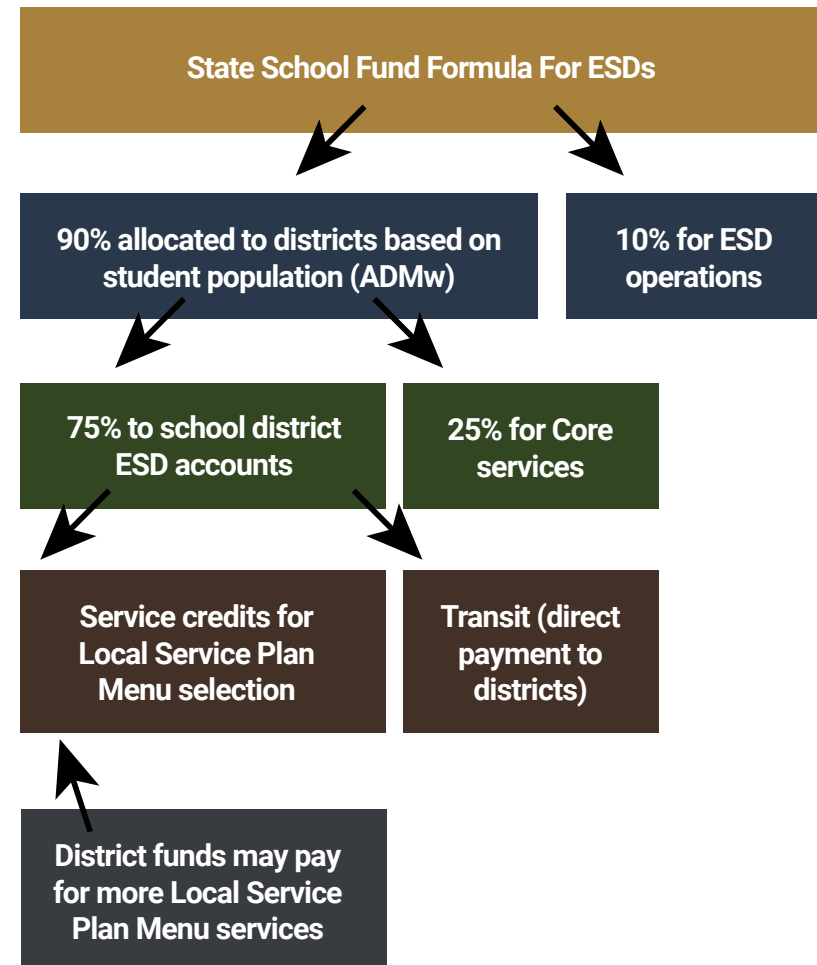 State School Fund Formula For ESDs
90% allocated to districts based on
student population (ADMw)
10% for ESD
operations
75% to school district
ESD accounts
25% for Core
services
Service credits for
Local Service Plan
Menu selection
Transit (direct
payment to
districts)
District funds may pay
for more Local Service
Plan Menu services